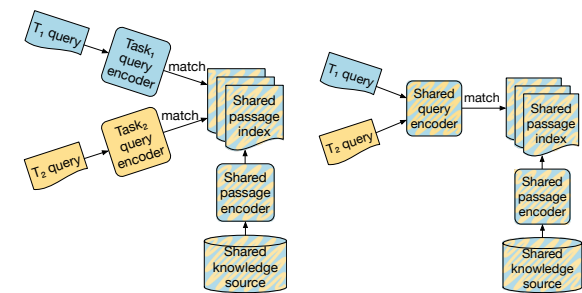 T1 query
Task1
query
encoder
match
Shared
passage
index
match
Task2
query
encoder
T2 query
Shared
passage
encoder
Shared
knowledge
source
T1 query
Shared
query
encoder
match
Shared
passage
index
T2 query
Shared
passage
encoder
Shared
knowledge
source